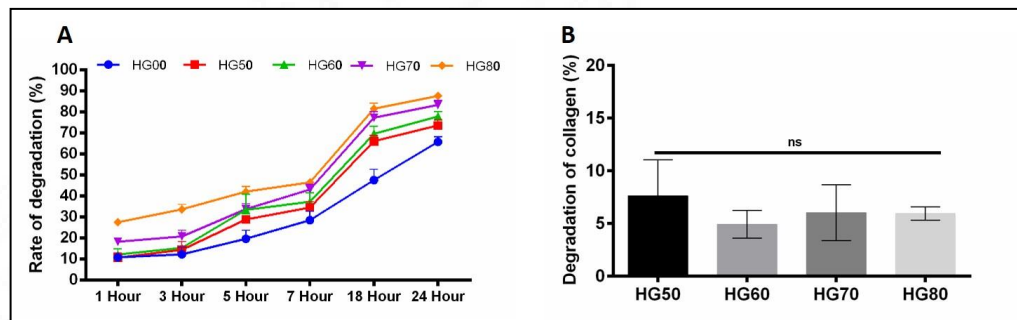 A
HG00 HG50 HG60 HG70 HG80
Rate of degradation (%)
100
90
80
70
60
50
40
30
20
10
0
1 Hour 3 Hour 5 Hour 7 Hour 18 Hour 24 Hour
B
Degradation of collagen (%)
20
15
10
5
0
ns
HG50 HG60 HG70 HG80